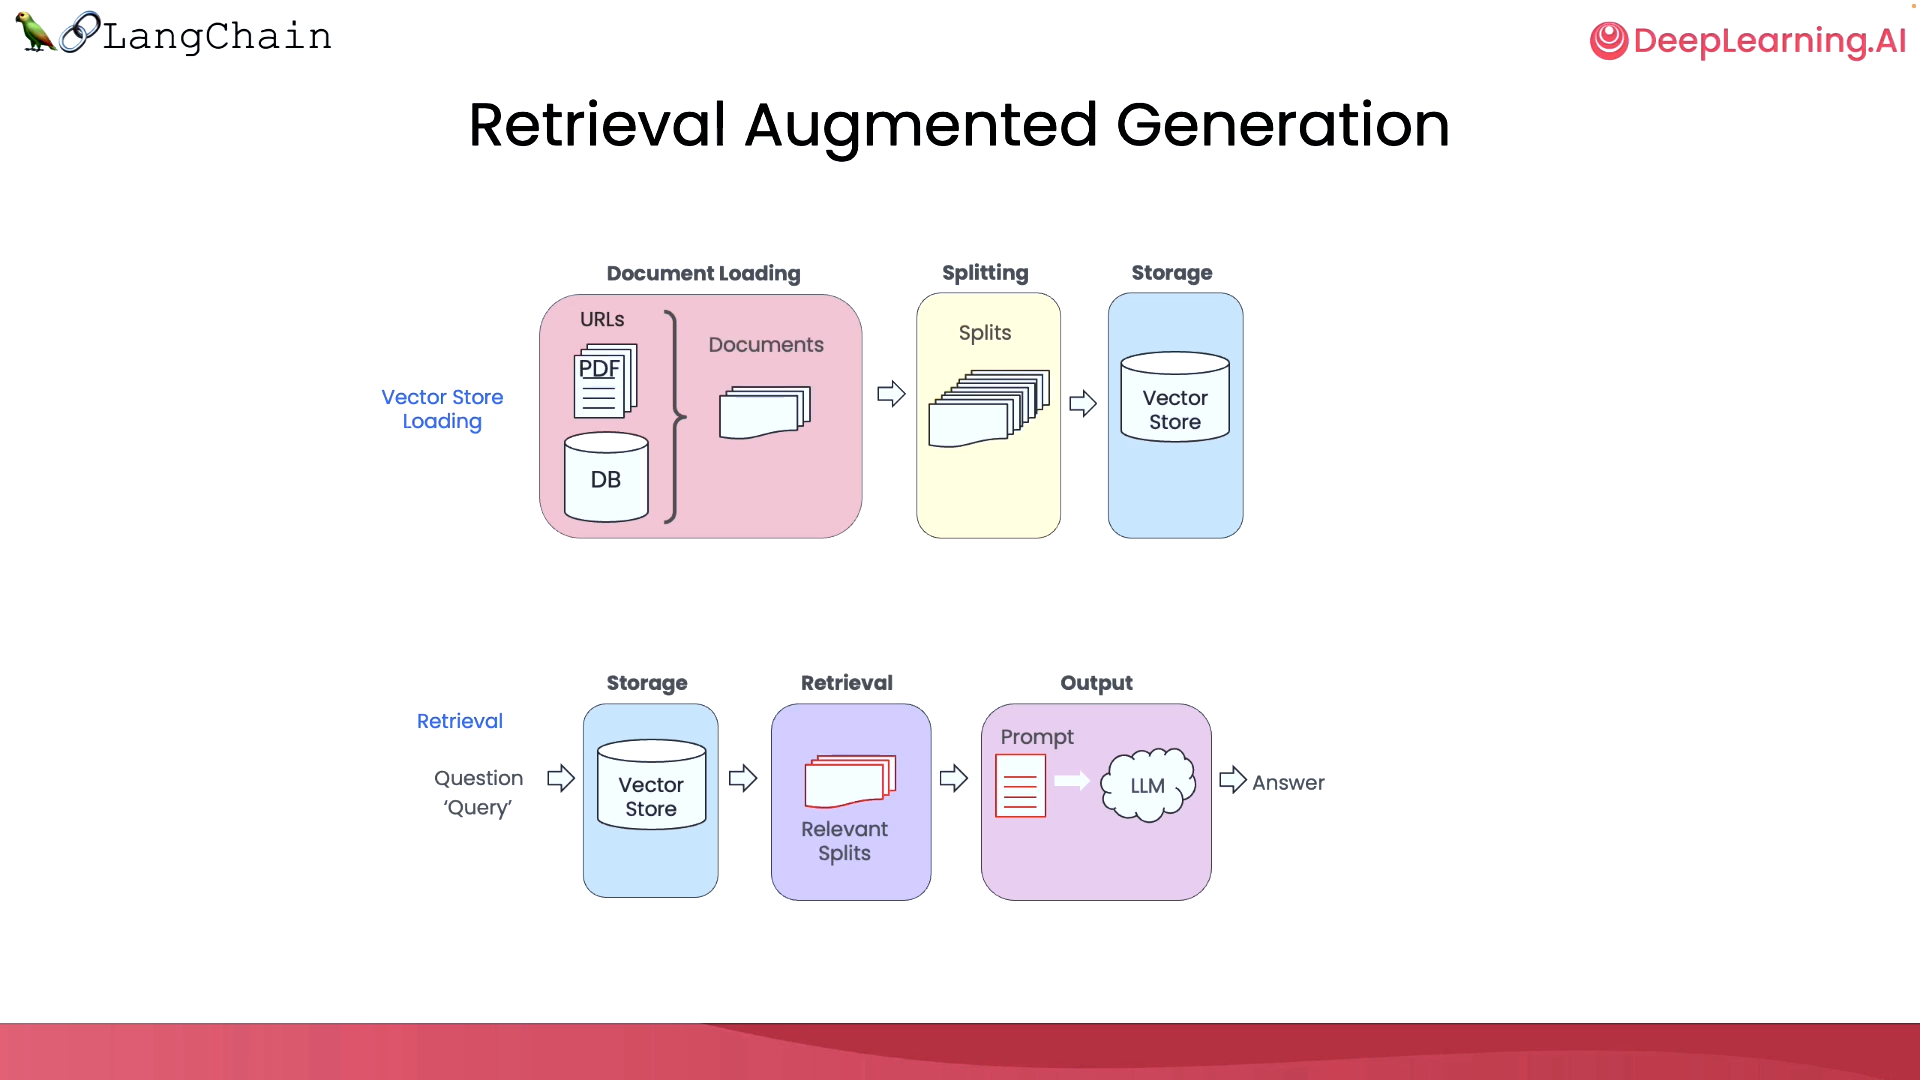 LangChain
DeepLearning.AI
Retrieval Augmented Generation
Document Loading
Splitting
Storage
URLs
PDF
DB
Documents
Splits
Vector
Store
Vector Store
Loading
Storage
Retrieval
Output
Retrieval
Question
‘Query’
Vector
Store
Relevant
Splits
Prompt
LLM
Answer